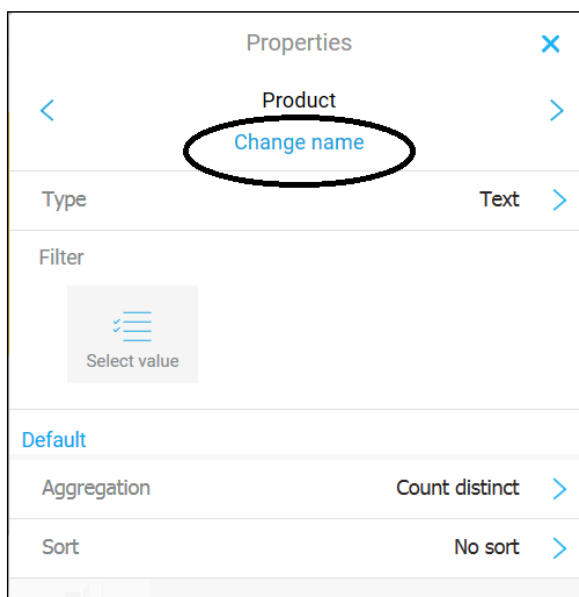 Properties
Product
Change name
Type Text
Filter
Select value
Default
Aggregation Count distinct
Sort No sort